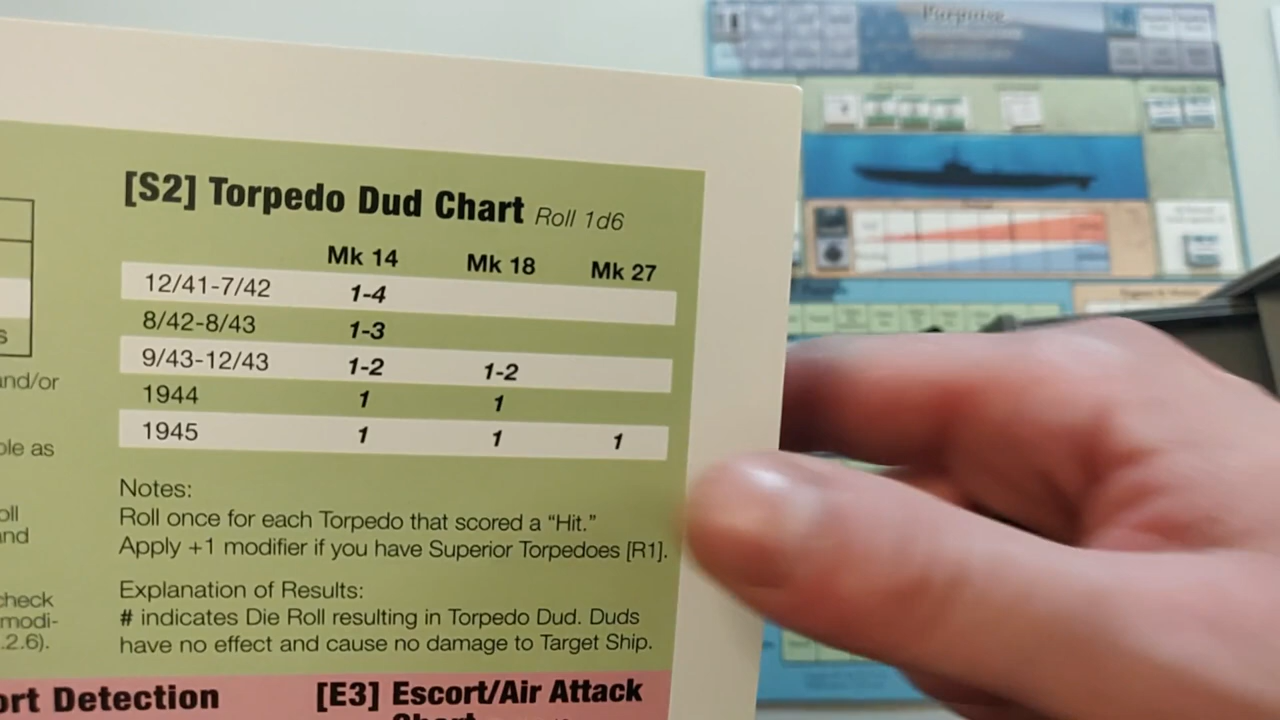 [S2] Torpedo Dud Chart Roll 1d6
Mk 14 Mk 18 Mk 27
12/41-7/42 1-4
8/42-8/43 1-3
9/43-12/43 1-2 1-2
1944 1 1
1945 1 1 1
Notes:
Roll once for each Torpedo that scored a “Hit.”
Apply +1 modifier if you have Superior Torpedoes [R1].
Explanation of Results:
# indicates Die Roll resulting in Torpedo Dud. Duds
have no effect and cause no damage to Target Ship.
s
and/or
ble as
oll
and
check
modi-
.2.6).
ort Detection
[E3] Escort/Air Attack